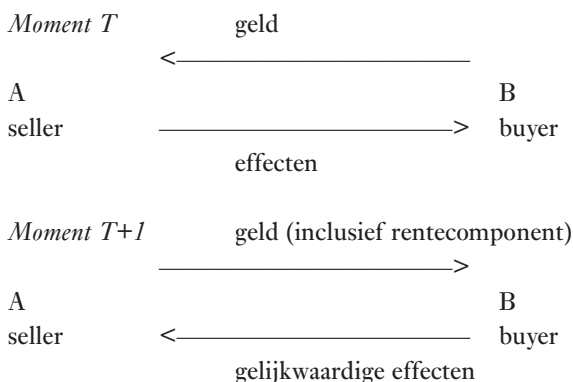 Moment T geld
A B
seller buyer
effecten
Moment T+1 geld (inclusief rentecomponent)
A B
seller buyer
gelijkwaardige effecten